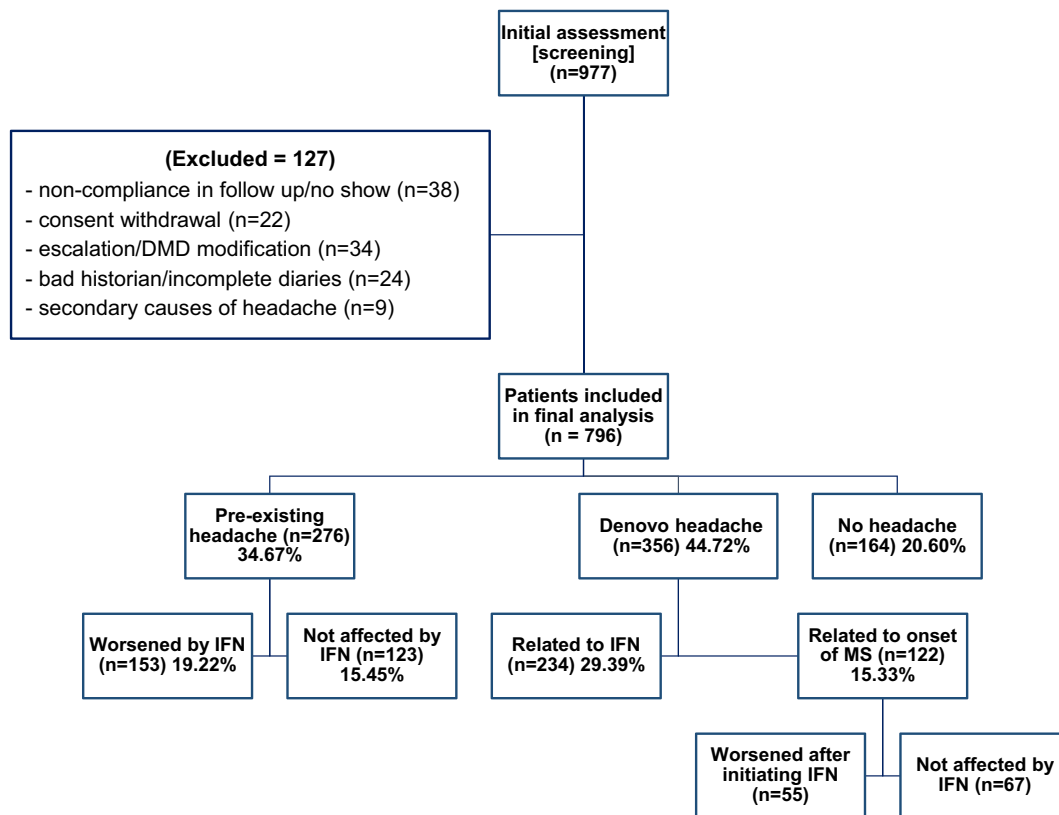 Initial assessment
[screening]
(n=977)
(Excluded = 127)
- non-compliance in follow up/no show (n=38)
- consent withdrawal (n=22)
- escalation/DMD modification (n=34)
- bad historian/incomplete diaries (n=24)
- secondary causes of headache (n=9)
Patients included
in final analysis
(n = 796)
Pre-existing
headache (n=276)
34.67%
Denovo headache
(n=356) 44.72%
No headache
(n=164) 20.60%
Worsened by IFN
(n=153) 19.22%
Not affected by
IFN (n=123)
15.45%
Related to IFN
(n=234) 29.39%
Related to onset
of MS (n=122)
15.33%
Worsened after
initiating IFN
(n=55)
Not affected by
IFN (n=67)